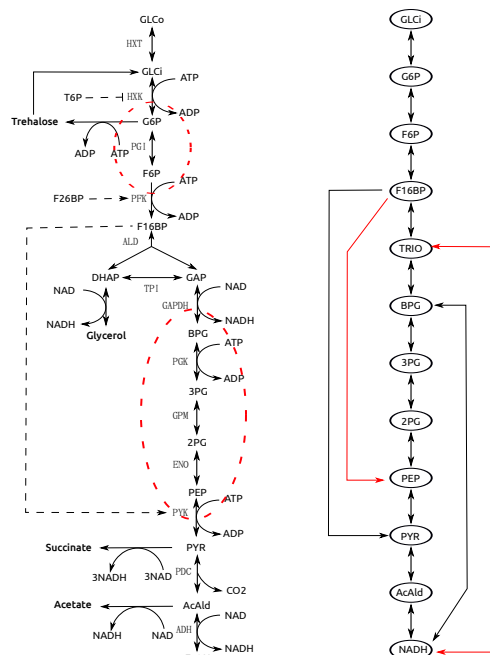 GLCo
HXT
GLCi
ATP
T6P
HXK
ADP
Trehalose
G6P
ADP
ATP
PGI
F6P
ATP
F26BP
PFK
ADP
F16BP
ALD
DHAP
GAP
TPI
NAD
NAD
GAPDH
NADH
NADH
Glycerol
BPG
ATP
PGK
ADP
3PG
GPM
2PG
ENO
PEP
ATP
PYK
ADP
Succinate
PYR
3NADH
3NAD
PDC
CO2
Acetate
AcAld
NAD
NADH
NAD
ADH
NADH
GLCi
G6P
F6P
F16BP
TRIO
BPG
3PG
2PG
PEP
PYR
AcAld
NADH